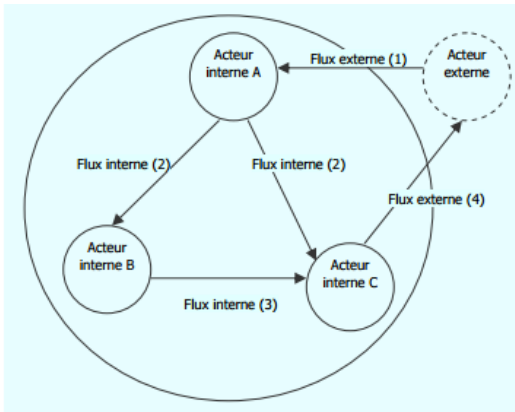 Acteur
interne A
Flux externe (1)
Acteur
externe
Flux interne (2)
Flux interne (2)
Flux externe (4)
Acteur
interne B
Acteur
interne C
Flux interne (3)